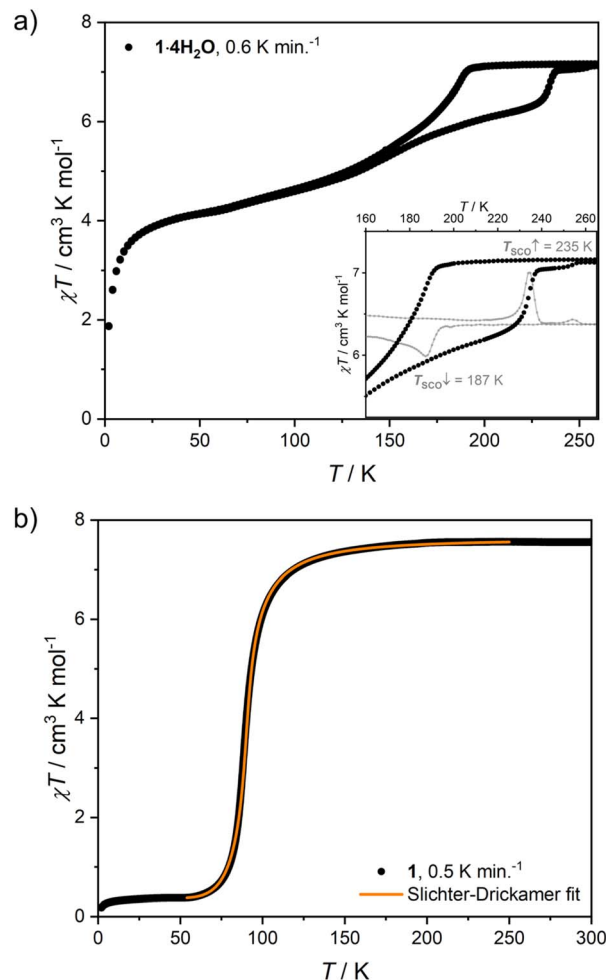 a)
8
6
4
2
0
χT / cm³ K mol⁻¹
1·4H₂O, 0.6 K min.⁻¹
T / K
160 180 200 220 240 260
7
6
χT / cm³ K mol⁻¹
T_SCO↑ = 235 K
T_SCO↓ = 187 K
0 50 100 150 200 250
T / K
b)
8
6
4
2
0
χT / cm³ K mol⁻¹
1, 0.5 K min.⁻¹
Slichter-Drickamer fit
0 50 100 150 200 250 300
T / K